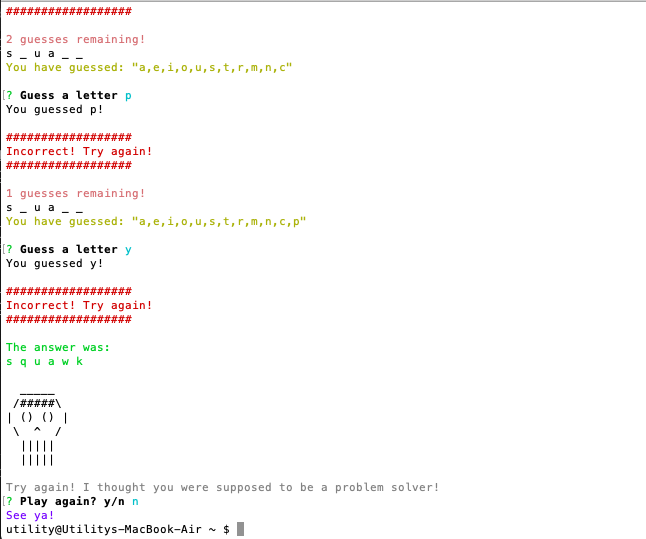 ##################
2 guesses remaining!
s _ u a _ _
You have guessed: "a,e,i,o,u,s,t,r,m,n,c"
[? Guess a letter p
You guessed p!
##################
Incorrect! Try again!
##################
1 guesses remaining!
s _ u a _ _
You have guessed: "a,e,i,o,u,s,t,r,m,n,c,p"
[? Guess a letter y
You guessed y!
##################
Incorrect! Try again!
##################
The answer was:
s q u a w k
  _____
 /#####\
| () () |
 \  ^  /
  |||||
  |||||
Try again! I thought you were supposed to be a problem solver!
[? Play again? y/n n
See ya!
utility@Utilitys-MacBook-Air ~ $